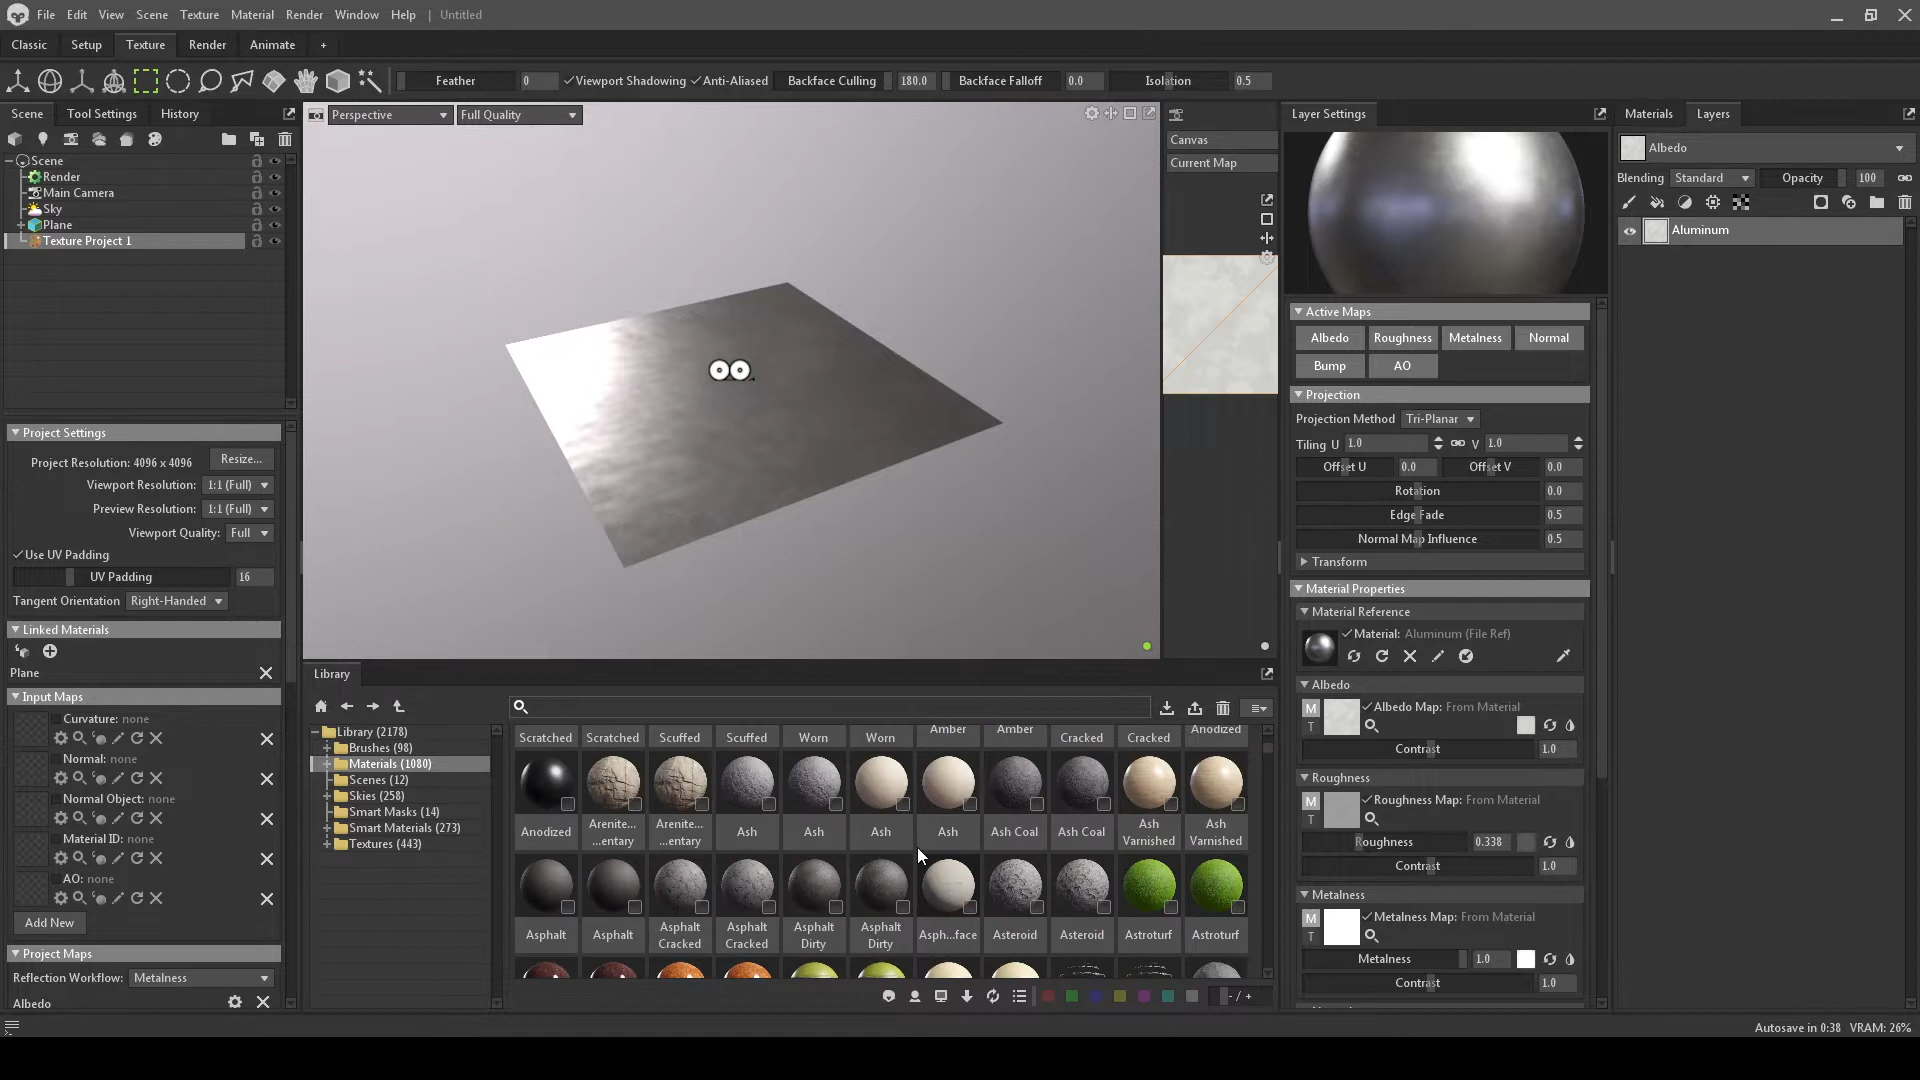 File Edit View Scene Texture Material Render Window Help | Untitled
Classic Setup Texture Render Animate +
Feather 0 Viewport Shadowing Anti-Aliased Backface Culling 180.0 Backface Falloff 0.0 Isolation 0.5
Scene Tool Settings History
Scene
Render
Main Camera
Sky
Plane
Texture Project 1
Project Settings
Project Resolution: 4096 x 4096 Resize...
Viewport Resolution: 1:1 (Full)
Preview Resolution: 1:1 (Full)
Viewport Quality: Full
Use UV Padding
UV Padding 16
Tangent Orientation Right-Handed
Linked Materials
Plane
Input Maps
Curvature: none
Normal: none
Normal Object: none
Material ID: none
AO: none
Add New
Project Maps
Reflection Workflow: Metalness
Albedo
Perspective Full Quality
Canvas
Current Map
Library
Library (2178)
Brushes (98)
Materials (1080)
Scenes (12)
Skies (258)
Smart Masks (14)
Smart Materials (273)
Textures (443)
Scratched Scratched Scuffed Scuffed Worn Worn Amber Amber Cracked Cracked Anodized
Anodized Arenite... ...entary Arenite... ...entary Ash Ash Ash Ash Ash Coal Ash Coal Ash Varnished Ash Varnished
Asphalt Asphalt Asphalt Cracked Asphalt Cracked Asphalt Dirty Asphalt Dirty Asph...face Asteroid Asteroid Astroturf Astroturf
- / +
Layer Settings
Active Maps
Albedo Roughness Metalness Normal
Bump AO
Projection
Projection Method Tri-Planar
Tiling U 1.0 V 1.0
Offset U 0.0 Offset V 0.0
Rotation 0.0
Edge Fade 0.5
Normal Map Influence 0.5
Transform
Material Properties
Material Reference
Material: Aluminum (File Ref)
Albedo
M Albedo Map: From Material
T
Contrast 1.0
Roughness
M Roughness Map: From Material
T
Roughness 0.338
Contrast 1.0
Metalness
M Metalness Map: From Material
T
Metalness 1.0
Contrast 1.0
Materials Layers
Albedo
Blending Standard Opacity 100
Aluminum
Autosave in 0:38 VRAM: 26%